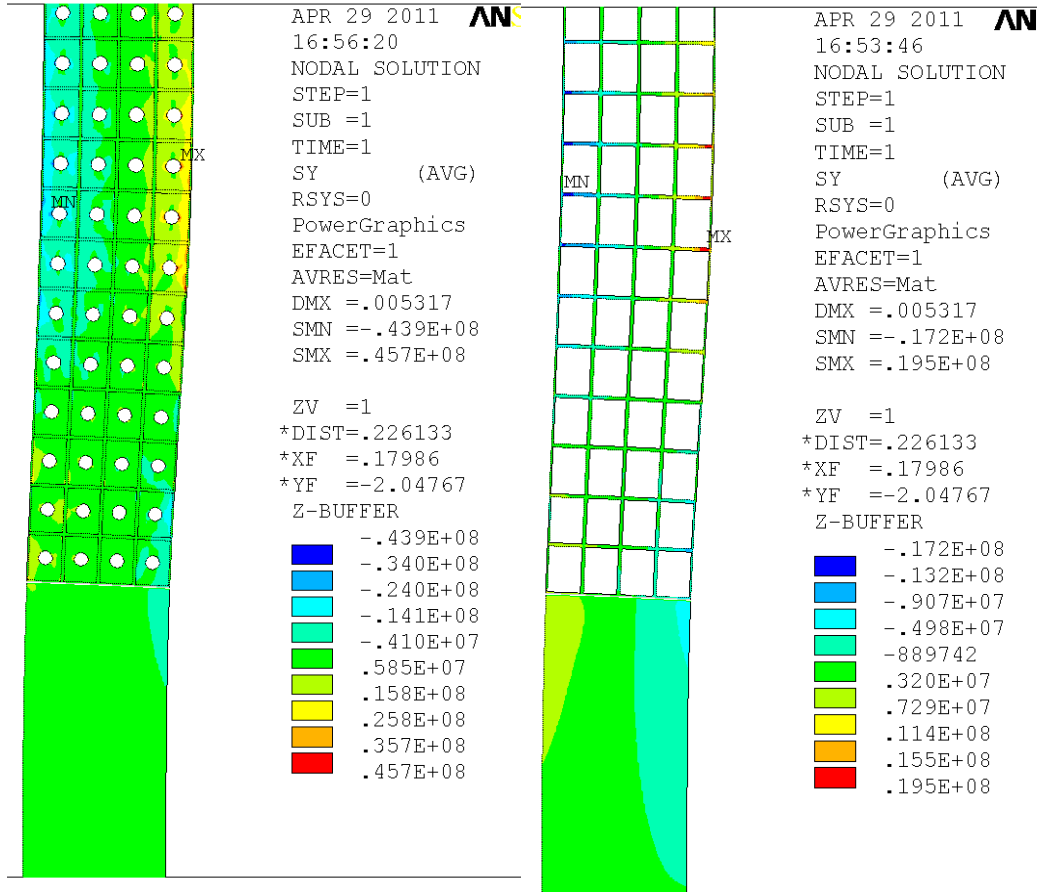 APR 29 2011 ANS
16:56:20
NODAL SOLUTION
STEP=1
SUB =1
TIME=1
SY (AVG)
RSYS=0
PowerGraphics
EFACET=1
AVRES=Mat
DMX =.005317
SMN =-.439E+08
SMX =.457E+08
ZV =1
*DIST=.226133
*XF =.17986
*YF =-2.04767
Z-BUFFER
-.439E+08
-.340E+08
-.240E+08
-.141E+08
-.410E+07
.585E+07
.158E+08
.258E+08
.357E+08
.457E+08
MX
MN
APR 29 2011 AN
16:53:46
NODAL SOLUTION
STEP=1
SUB =1
TIME=1
SY (AVG)
RSYS=0
PowerGraphics
EFACET=1
AVRES=Mat
DMX =.005317
SMN =-.172E+08
SMX =.195E+08
ZV =1
*DIST=.226133
*XF =.17986
*YF =-2.04767
Z-BUFFER
-.172E+08
-.132E+08
-.907E+07
-.498E+07
-889742
.320E+07
.729E+07
.114E+08
.155E+08
.195E+08
MN
MX